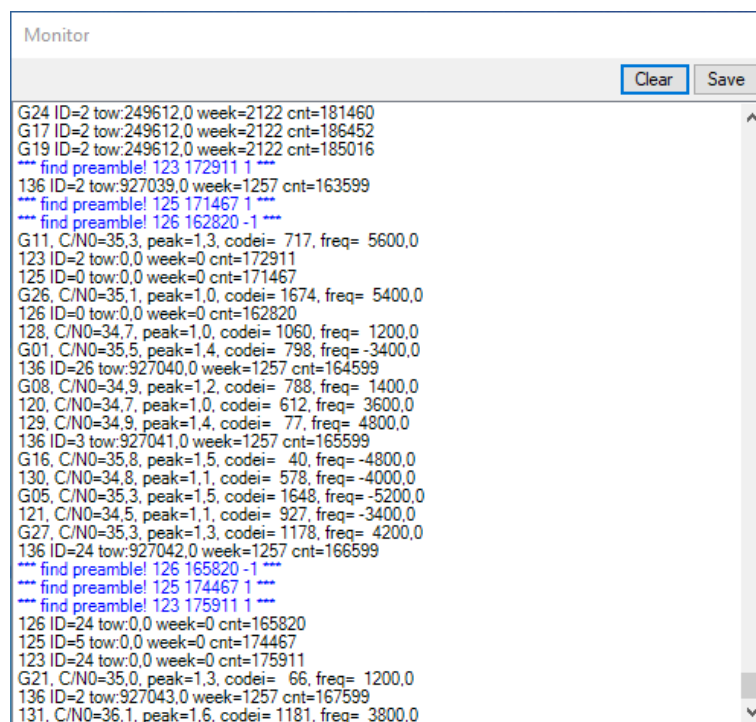 Monitor
Clear Save
G24 ID=2 tow:249612,0 week=2122 cnt=181460
G17 ID=2 tow:249612,0 week=2122 cnt=186452
G19 ID=2 tow:249612,0 week=2122 cnt=185016
*** find preamble! 123 172911 1 ***
136 ID=2 tow:927039,0 week=1257 cnt=163599
*** find preamble! 125 171467 1 ***
*** find preamble! 126 162820 -1 ***
G11, C/N0=35,3, peak=1,3, codei=  717, freq=  5600,0
123 ID=2 tow:0,0 week=0 cnt=172911
125 ID=0 tow:0,0 week=0 cnt=171467
G26, C/N0=35,1, peak=1,0, codei= 1674, freq=  5400,0
126 ID=0 tow:0,0 week=0 cnt=162820
128, C/N0=34,7, peak=1,0, codei= 1060, freq=  1200,0
G01, C/N0=35,5, peak=1,4, codei=  798, freq= -3400,0
136 ID=26 tow:927040,0 week=1257 cnt=164599
G08, C/N0=34,9, peak=1,2, codei=  788, freq=  1400,0
120, C/N0=34,7, peak=1,0, codei=  612, freq=  3600,0
129, C/N0=34,9, peak=1,4, codei=   77, freq=  4800,0
136 ID=3 tow:927041,0 week=1257 cnt=165599
G16, C/N0=35,8, peak=1,5, codei=   40, freq= -4800,0
130, C/N0=34,8, peak=1,1, codei=  578, freq= -4000,0
G05, C/N0=35,3, peak=1,5, codei= 1648, freq= -5200,0
121, C/N0=34,5, peak=1,1, codei=  927, freq= -3400,0
G27, C/N0=35,3, peak=1,3, codei= 1178, freq=  4200,0
136 ID=24 tow:927042,0 week=1257 cnt=166599
*** find preamble! 126 165820 -1 ***
*** find preamble! 125 174467 1 ***
*** find preamble! 123 175911 1 ***
126 ID=24 tow:0,0 week=0 cnt=165820
125 ID=5 tow:0,0 week=0 cnt=174467
123 ID=24 tow:0,0 week=0 cnt=175911
G21, C/N0=35,0, peak=1,3, codei=   66, freq=  1200,0
136 ID=2 tow:927043,0 week=1257 cnt=167599
131, C/N0=36,1, peak=1,6, codei= 1181, freq=  3800,0